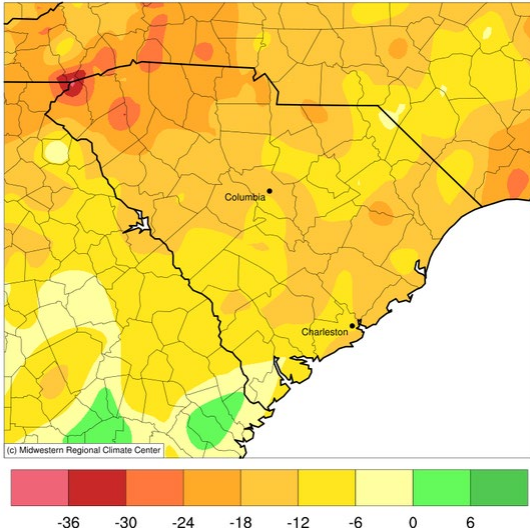 Columbia
Charleston
(c) Midwestern Regional Climate Center
-36 -30 -24 -18 -12 -6 0 6